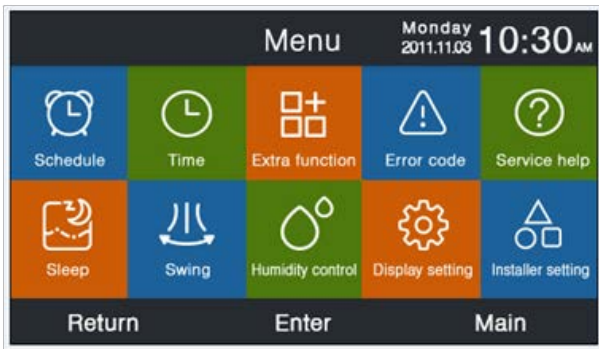 Menu
Monday
2011.11.03
10:30AM
Schedule
Time
Extra function
Error code
Service help
Sleep
Swing
Humidity control
Display setting
Installer setting
Return
Enter
Main